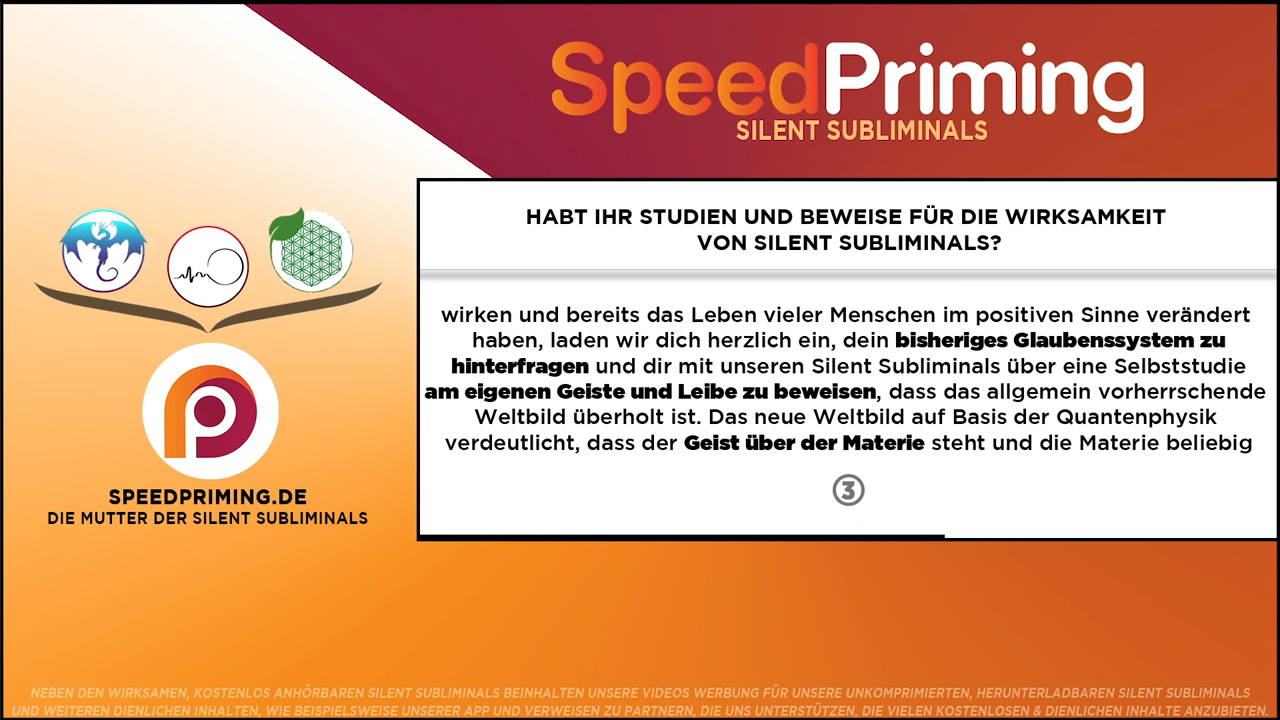 SpeedPriming
SILENT SUBLIMINALS
HABT IHR STUDIEN UND BEWEISE FÜR DIE WIRKSAMKEIT
VON SILENT SUBLIMINALS?
wirken und bereits das Leben vieler Menschen im positiven Sinne verändert
haben, laden wir dich herzlich ein, dein bisheriges Glaubenssystem zu
hinterfragen und dir mit unseren Silent Subliminals über eine Selbststudie
am eigenen Geiste und Leibe zu beweisen, dass das allgemein vorherrschende
Weltbild überholt ist. Das neue Weltbild auf Basis der Quantenphysik
verdeutlicht, dass der Geist über der Materie steht und die Materie beliebig
③
SPEEDPRIMING.DE
DIE MUTTER DER SILENT SUBLIMINALS
NEBEN DEN WIRKSAMEN, KOSTENLOS ANHÖRBAREN SILENT SUBLIMINALS BEINHALTEN UNSERE VIDEOS WERBUNG FÜR UNSERE UNKOMPRIMIERTEN, HERUNTERLADBAREN SILENT SUBLIMINALS
UND WEITEREN DIENLICHEN INHALTEN, WIE BEISPIELSWEISE UNSERER APP UND VERWEISEN ZU PARTNERN, DIE UNS UNTERSTÜTZEN, DIE VIELEN KOSTENLOSEN & DIENLICHEN INHALTE ANZUBIETEN.